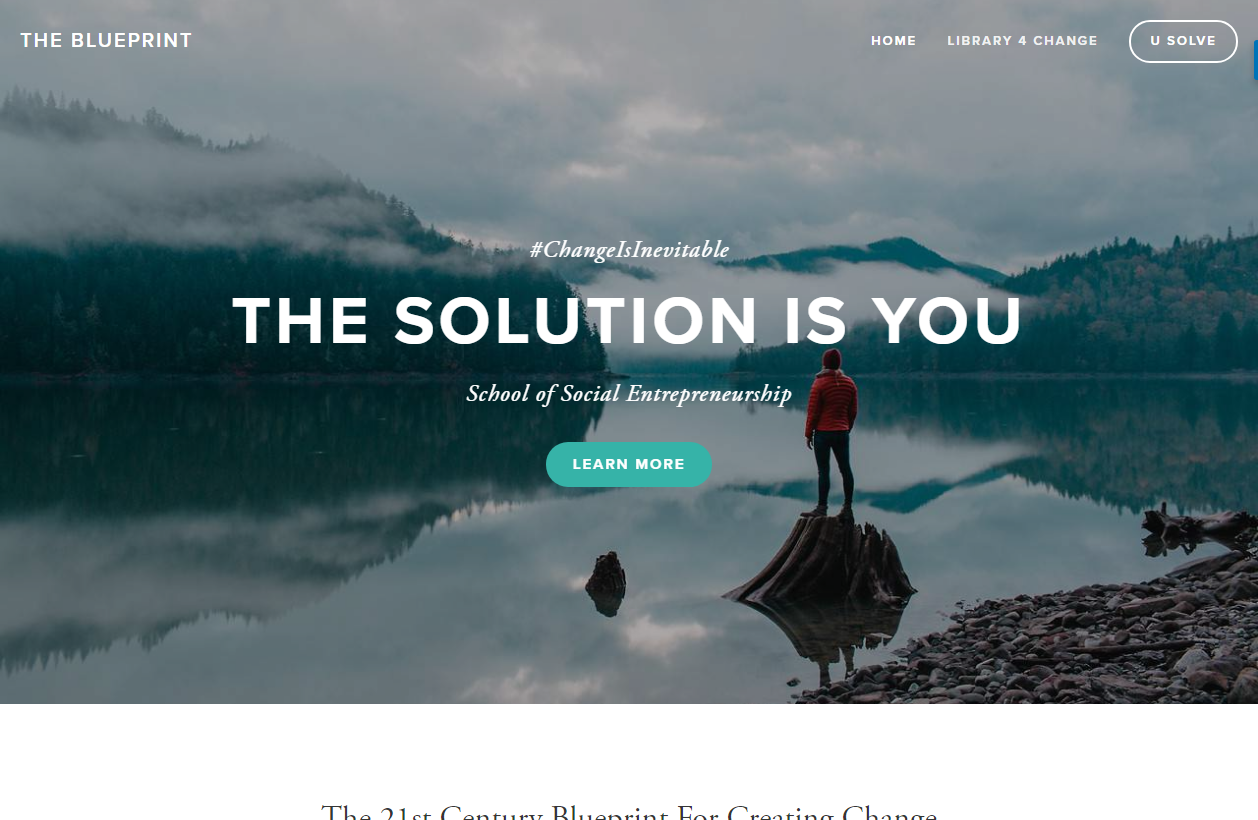 THE BLUEPRINT
HOME
LIBRARY 4 CHANGE
U SOLVE
#ChangeIsInevitable
THE SOLUTION IS YOU
School of Social Entrepreneurship
LEARN MORE
The 21st Century Blueprint For Creating Change